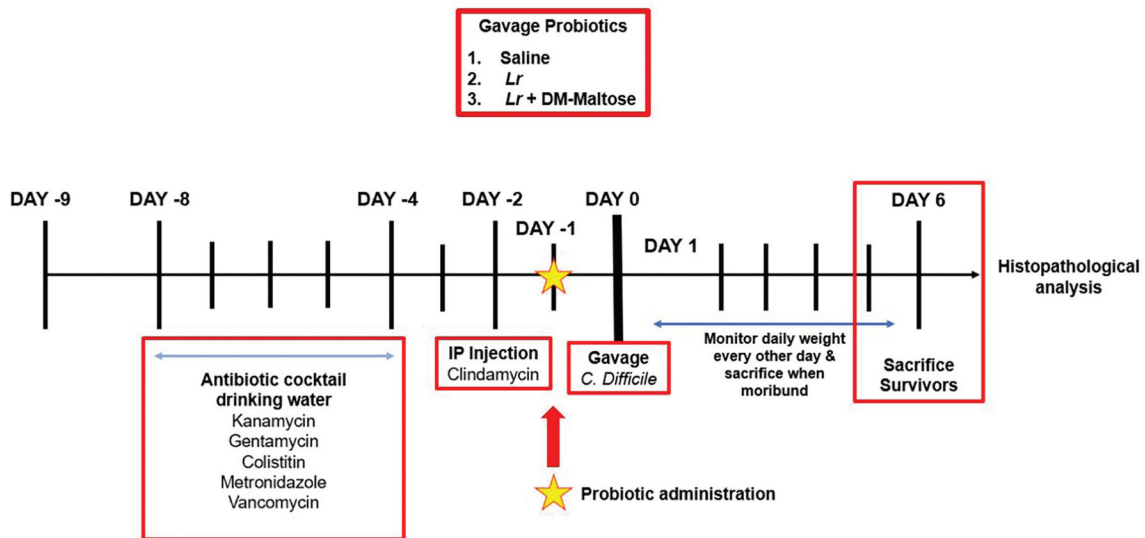 Gavage Probiotics
1. Saline
2. Lr
3. Lr + DM-Maltose
DAY -9
DAY -8
DAY -4
DAY -2
DAY -1
DAY 0
DAY 1
DAY 6
Histopathological
analysis
Antibiotic cocktail
drinking water
Kanamycin
Gentamycin
Colistitin
Metronidazole
Vancomycin
IP Injection
Clindamycin
Gavage
C. Difficile
Monitor daily weight
every other day &
sacrifice when
moribund
Sacrifice
Survivors
Probiotic administration